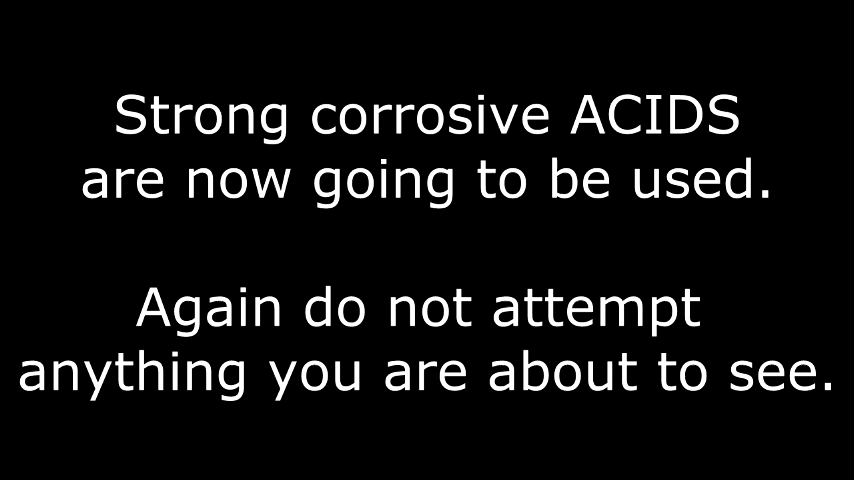 Strong corrosive ACIDS
are now going to be used.
Again do not attempt
anything you are about to see.